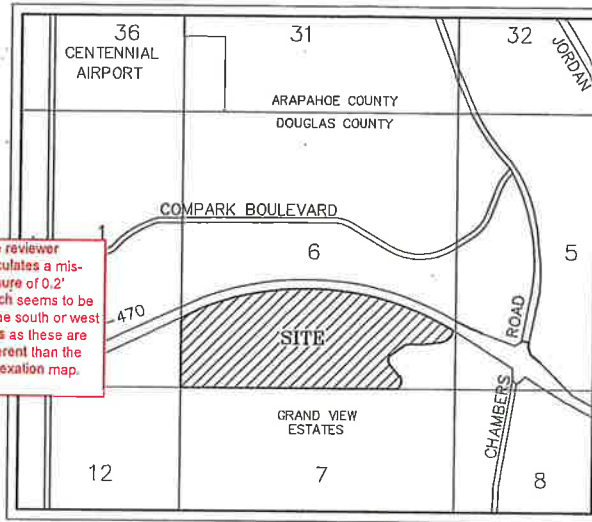 36
CENTENNIAL
AIRPORT
31
32
JORDAN
ARAPAHOE COUNTY
DOUGLAS COUNTY
COMPARK BOULEVARD
1
6
5
reviewer
culates a mis-
ure of 0.2'
ch seems to be
e south or west
s as these are
erent than the
exation map.
470
SITE
ROAD
CHAMBERS
GRAND VIEW
ESTATES
12
7
8